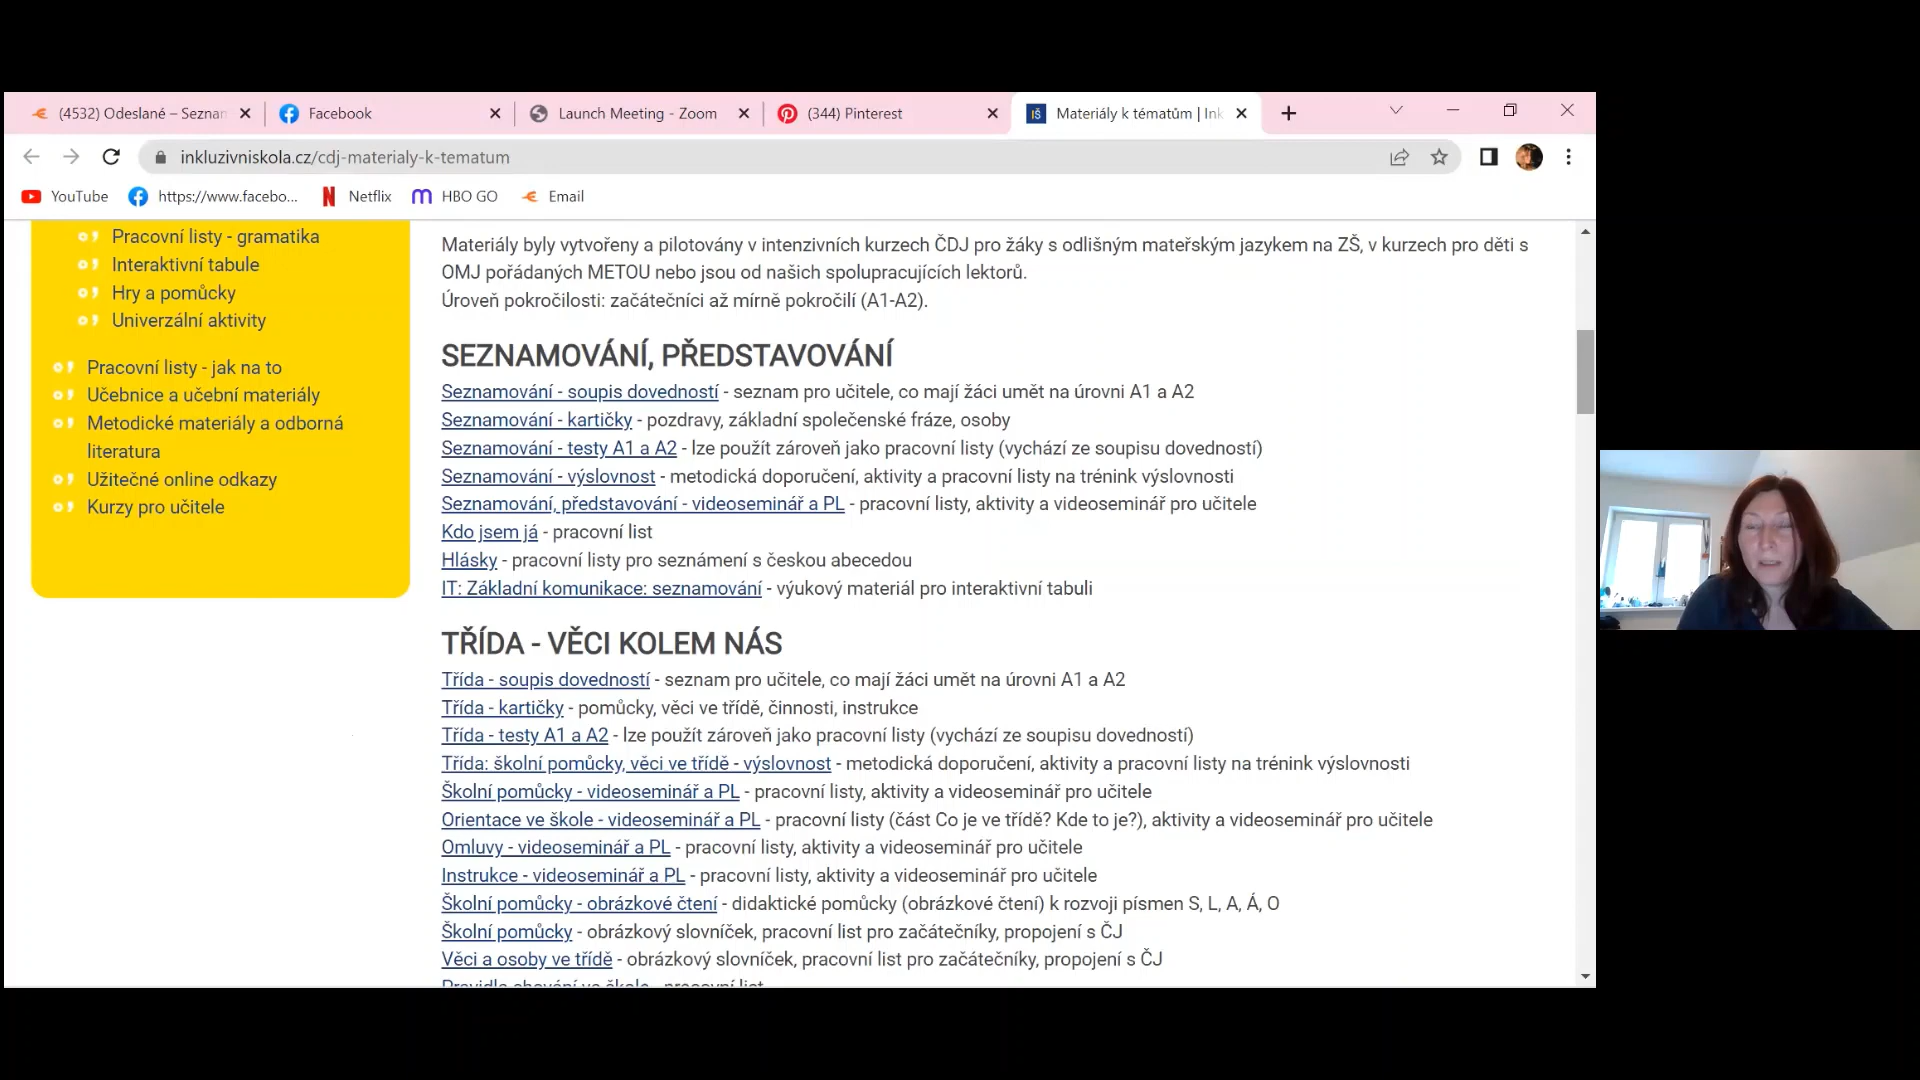 (4532) Odeslané – Seznam
Facebook
Launch Meeting - Zoom
(344) Pinterest
IŠ
Materiály k tématům | Ink
inkluzivniskola.cz/cdj-materialy-k-tematum
YouTube
https://www.facebo...
Netflix
HBO GO
Email
Pracovní listy - gramatika
Interaktivní tabule
Hry a pomůcky
Univerzální aktivity
Pracovní listy - jak na to
Učebnice a učební materiály
Metodické materiály a odborná
literatura
Užitečné online odkazy
Kurzy pro učitele
Materiály byly vytvořeny a pilotovány v intenzivních kurzech ČDJ pro žáky s odlišným mateřským jazykem na ZŠ, v kurzech pro děti s
OMJ pořádaných METOU nebo jsou od našich spolupracujících lektorů.
Úroveň pokročilosti: začátečníci až mírně pokročilí (A1-A2).
SEZNAMOVÁNÍ, PŘEDSTAVOVÁNÍ
Seznamování - soupis dovedností - seznam pro učitele, co mají žáci umět na úrovni A1 a A2
Seznamování - kartičky - pozdravy, základní společenské fráze, osoby
Seznamování - testy A1 a A2 - lze použít zároveň jako pracovní listy (vychází ze soupisu dovedností)
Seznamování - výslovnost - metodická doporučení, aktivity a pracovní listy na trénink výslovnosti
Seznamování, představování - videoseminář a PL - pracovní listy, aktivity a videoseminář pro učitele
Kdo jsem já - pracovní list
Hlásky - pracovní listy pro seznámení s českou abecedou
IT: Základní komunikace: seznamování - výukový materiál pro interaktivní tabuli
TŘÍDA - VĚCI KOLEM NÁS
Třída - soupis dovedností - seznam pro učitele, co mají žáci umět na úrovni A1 a A2
Třída - kartičky - pomůcky, věci ve třídě, činnosti, instrukce
Třída - testy A1 a A2 - lze použít zároveň jako pracovní listy (vychází ze soupisu dovedností)
Třída: školní pomůcky, věci ve třídě - výslovnost - metodická doporučení, aktivity a pracovní listy na trénink výslovnosti
Školní pomůcky - videoseminář a PL - pracovní listy, aktivity a videoseminář pro učitele
Orientace ve škole - videoseminář a PL - pracovní listy (část Co je ve třídě? Kde to je?), aktivity a videoseminář pro učitele
Omluvy - videoseminář a PL - pracovní listy, aktivity a videoseminář pro učitele
Instrukce - videoseminář a PL - pracovní listy, aktivity a videoseminář pro učitele
Školní pomůcky - obrázkové čtení - didaktické pomůcky (obrázkové čtení) k rozvoji písmen S, L, A, Á, O
Školní pomůcky - obrázkový slovníček, pracovní list pro začátečníky, propojení s ČJ
Věci a osoby ve třídě - obrázkový slovníček, pracovní list pro začátečníky, propojení s ČJ
Pravidla chování ve škole - pracovní list